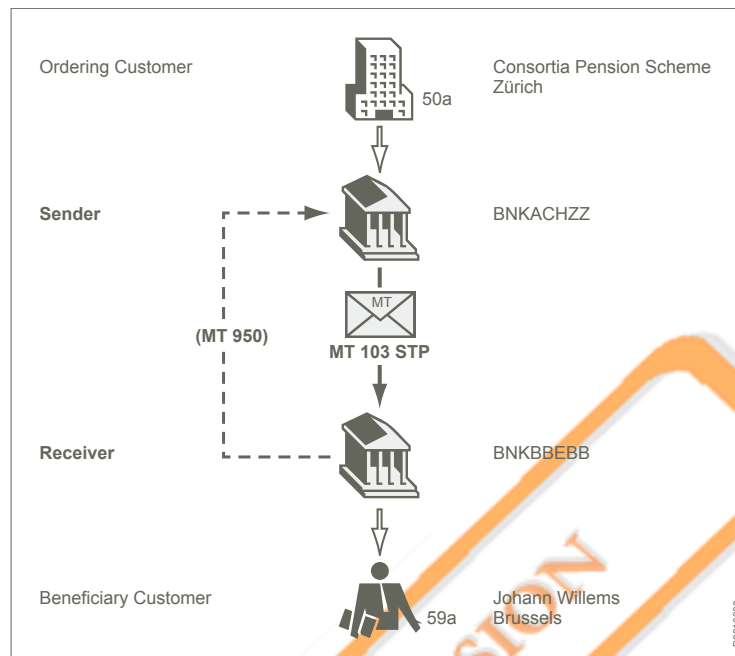 Ordering Customer
50a
Consortia Pension Scheme
Zürich
Sender
BNKACHZZ
(MT 950)
MT
MT 103 STP
Receiver
BNKBBEBB
Beneficiary Customer
59a
Johann Willems
Brussels
SION